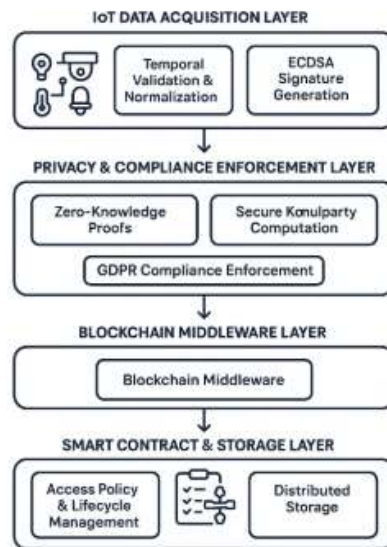 IoT DATA ACQUISITION LAYER
Temporal
Validation &
Normalization
ECDSA
Signature
Generation
PRIVACY & COMPLIANCE ENFORCEMENT LAYER
Zero-Knowledge
Proofs
Secure Konulparty
Computation
GDPR Compliance Enforcement
BLOCKCHAIN MIDDLEWARE LAYER
Blockchain Middleware
SMART CONTRACT & STORAGE LAYER
Access Policy
& Lifecycle
Management
Distributed
Storage